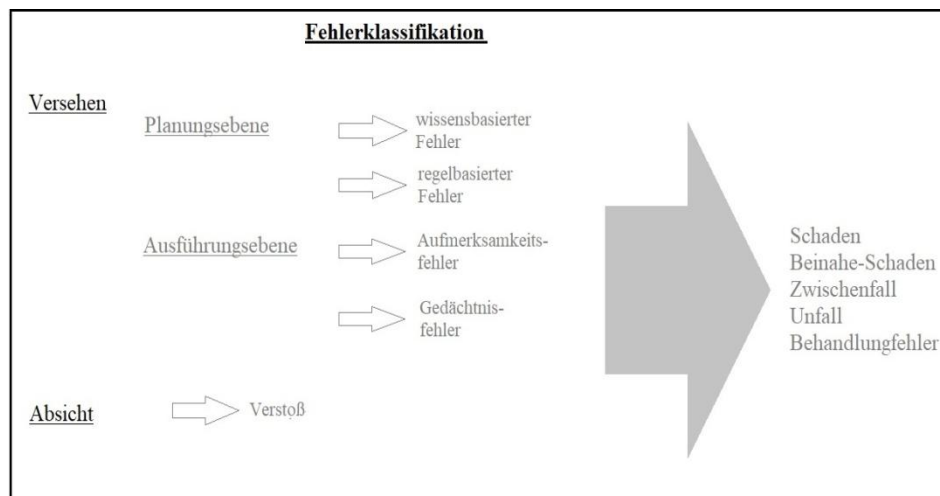 Fehlerklassifikation
Versehen
Planungsebene
wissensbasierter
Fehler
regelbasierter
Fehler
Ausführungsebene
Aufmerksamkeits-
fehler
Gedächtnis-
fehler
Absicht
Verstoß
Schaden
Beinahe-Schaden
Zwischenfall
Unfall
Behandlungfehler